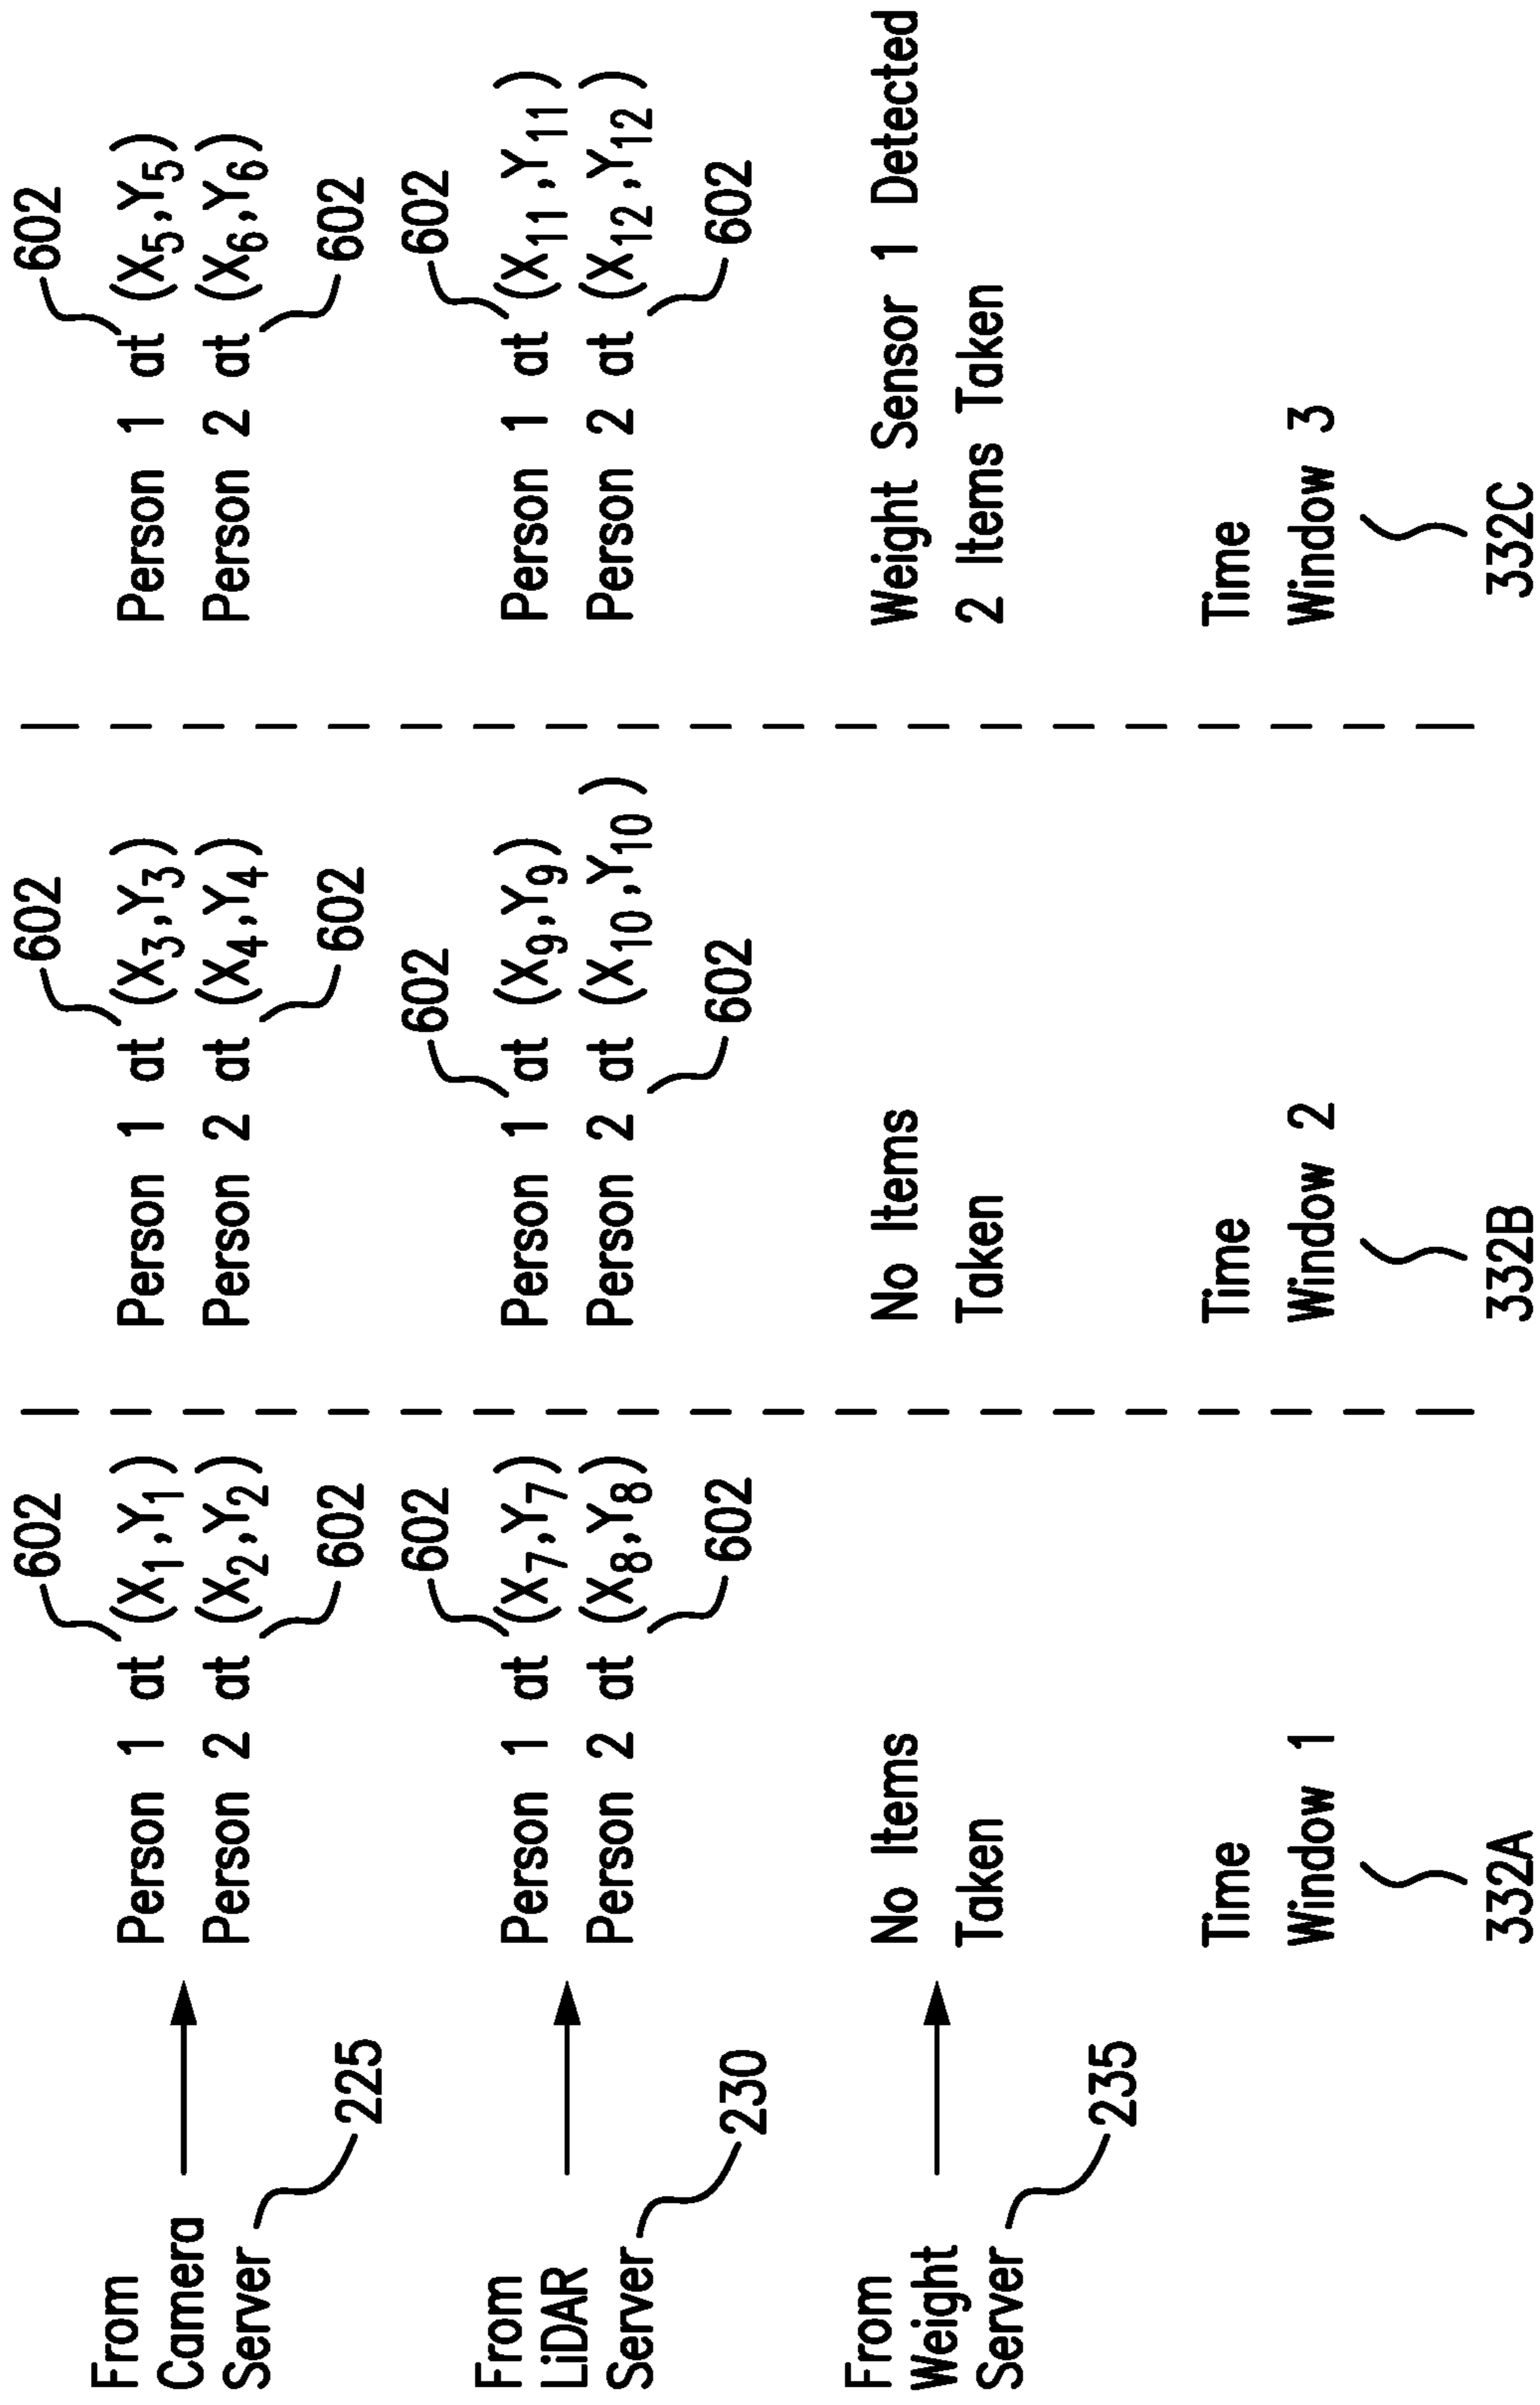 From
Camera
Server
225
602
Person 1 at (X1,Y1)
Person 2 at (X2,Y2)
602
602
Person 1 at (X3,Y3)
Person 2 at (X4,Y4)
602
602
Person 1 at (X5,Y5)
Person 2 at (X6,Y6)
602
From
LiDAR
Server
230
602
Person 1 at (X7,Y7)
Person 2 at (X8,Y8)
602
602
Person 1 at (X9,Y9)
Person 2 at (X10,Y10)
602
602
Person 1 at (X11,Y11)
Person 2 at (X12,Y12)
602
From
Weight
Server
235
No Items
Taken
No Items
Taken
Weight Sensor 1 Detected
2 Items Taken
Time
Window 1
332A
Time
Window 2
332B
Time
Window 3
332C